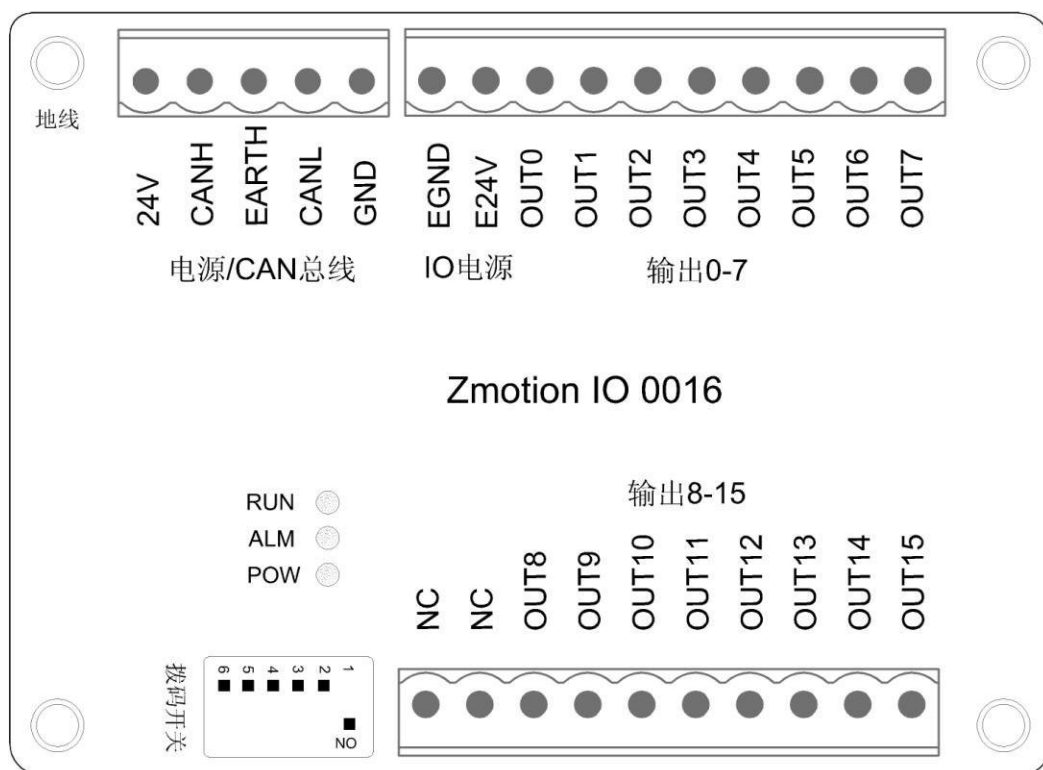 地线
24V
CANH
EARTH
CANL
GND
EGND
E24V
OUT0
OUT1
OUT2
OUT3
OUT4
OUT5
OUT6
OUT7
电源/CAN总线
IO电源
输出0-7
Zmotion IO 0016
输出8-15
RUN
ALM
POW
NC
NC
OUT8
OUT9
OUT10
OUT11
OUT12
OUT13
OUT14
OUT15
拨码开关
6 5 4 3 2 1
ON